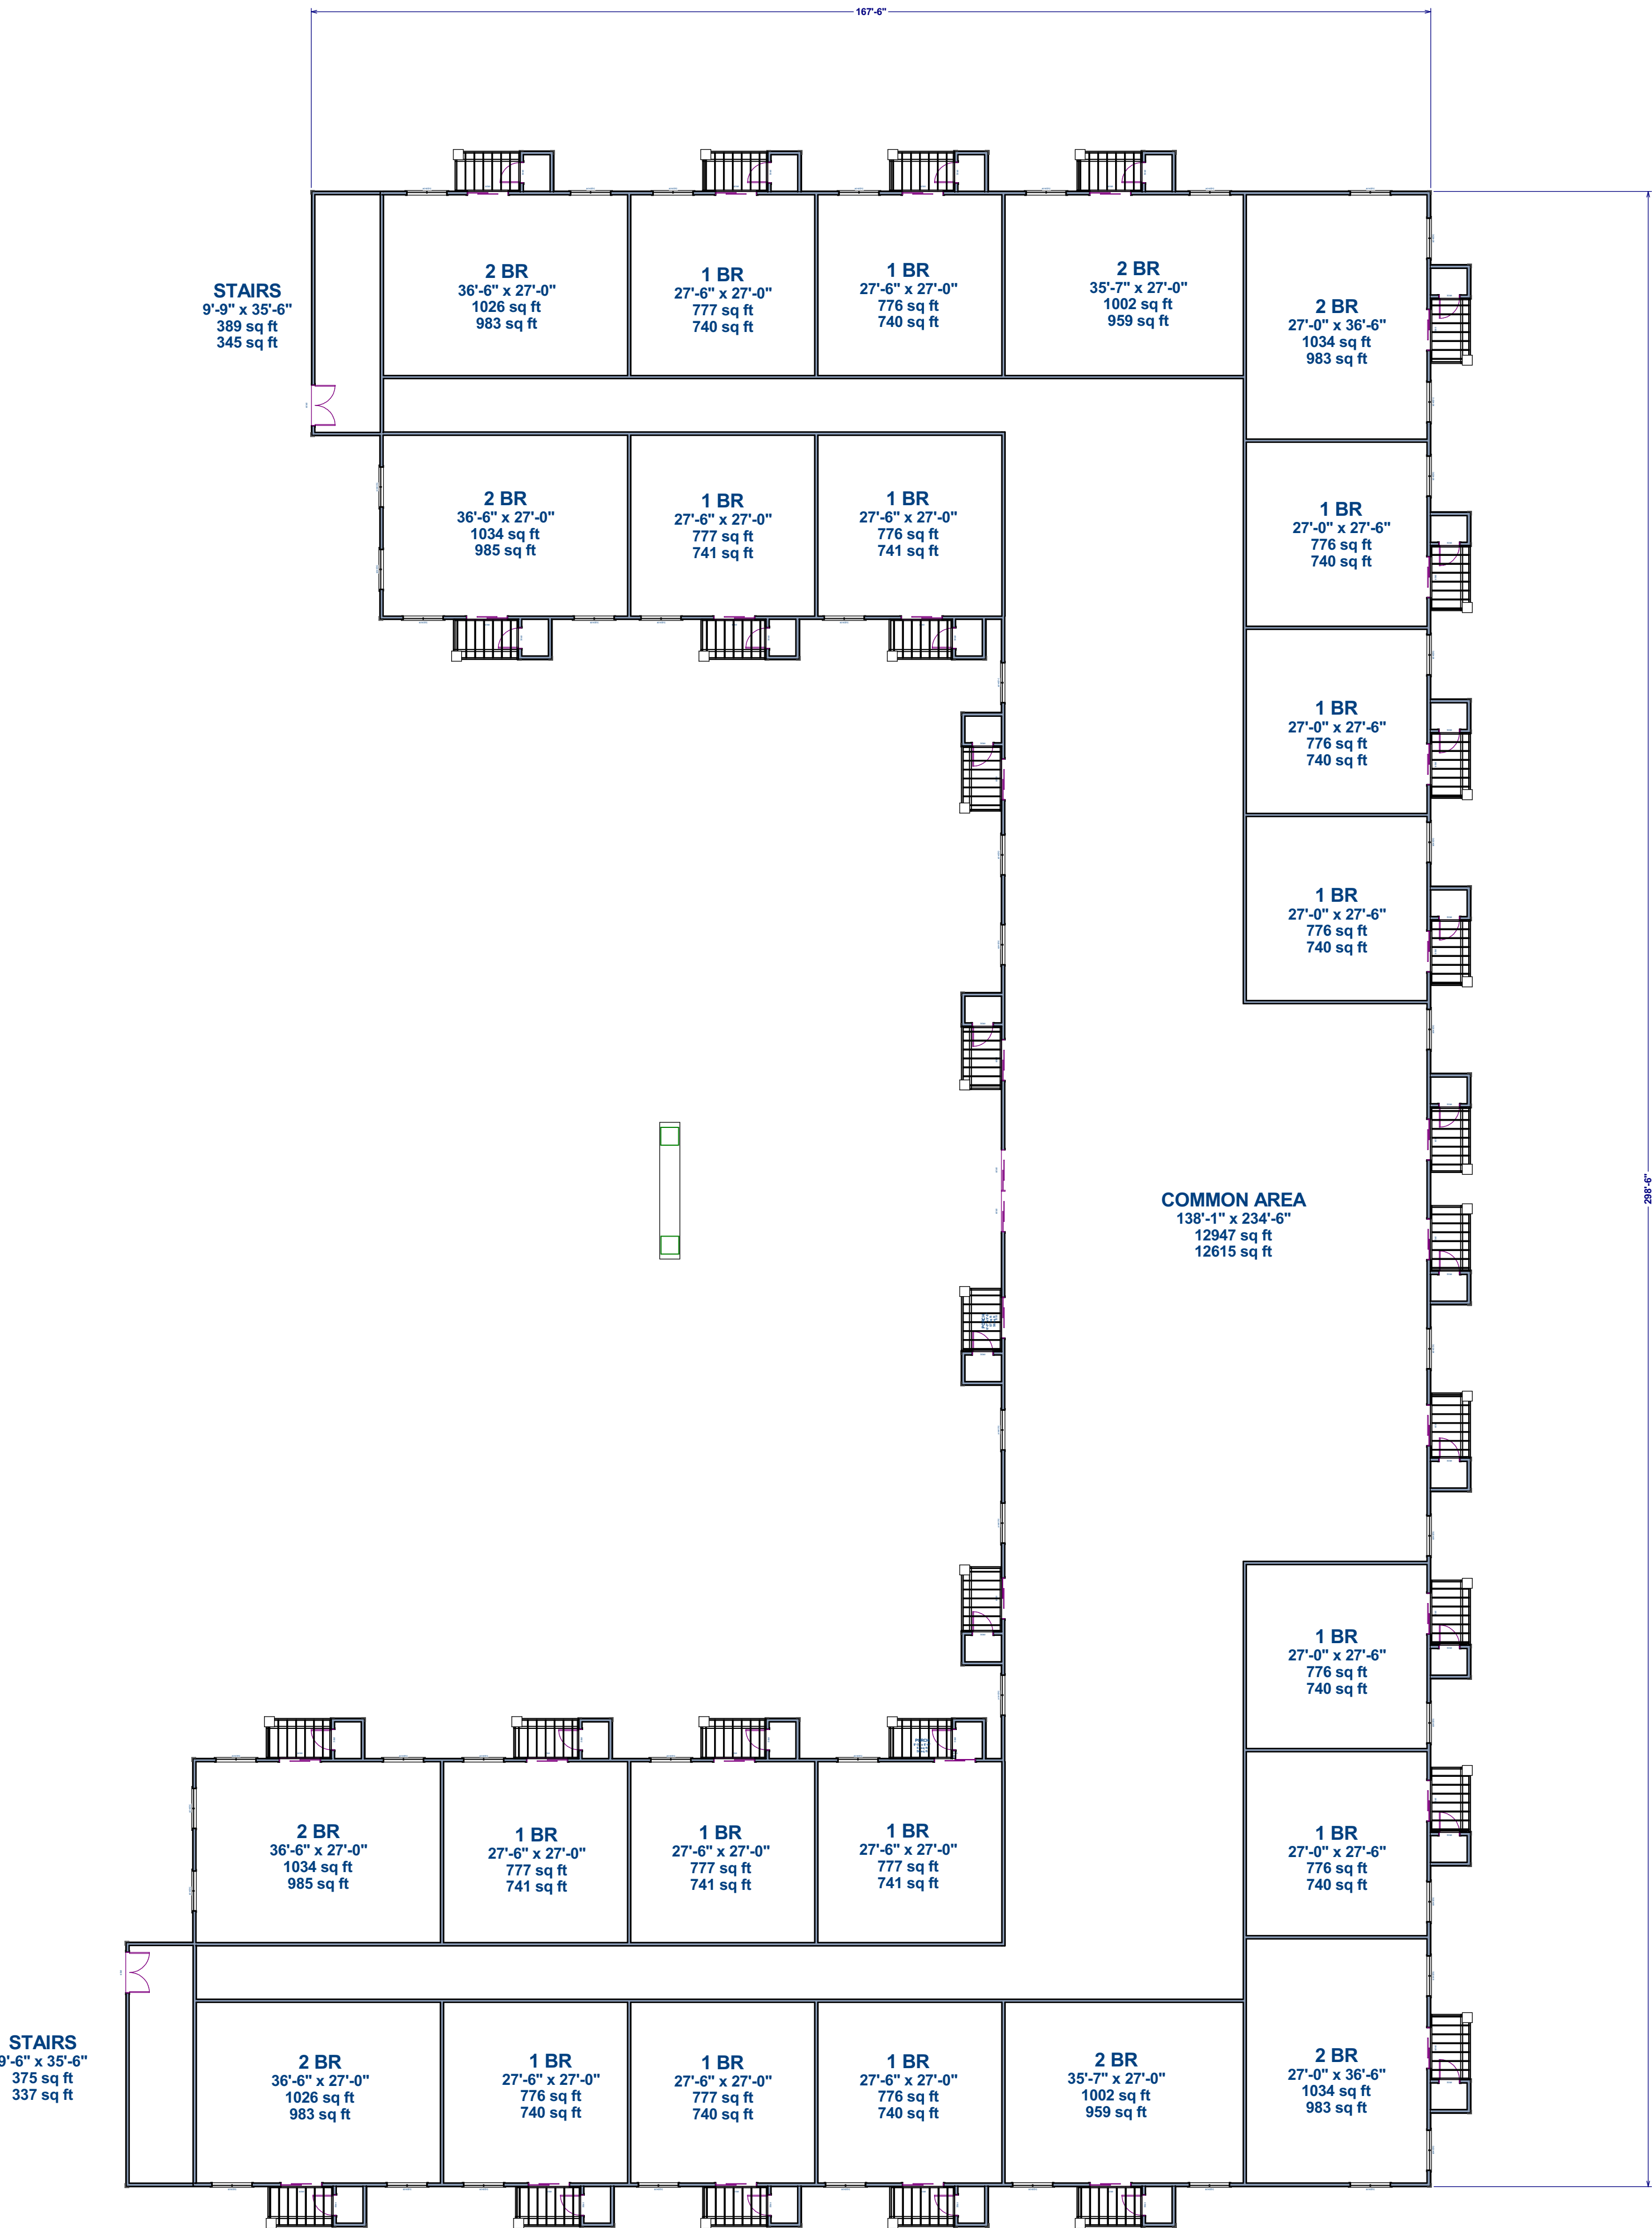 167'-6"
STAIRS
9'-9" x 35'-6"
389 sq ft
345 sq ft
2 BR
36'-6" x 27'-0"
1026 sq ft
983 sq ft
1 BR
27'-6" x 27'-0"
777 sq ft
740 sq ft
1 BR
27'-6" x 27'-0"
776 sq ft
740 sq ft
2 BR
35'-7" x 27'-0"
1002 sq ft
959 sq ft
2 BR
27'-0" x 36'-6"
1034 sq ft
983 sq ft
2 BR
36'-6" x 27'-0"
1034 sq ft
985 sq ft
1 BR
27'-6" x 27'-0"
777 sq ft
741 sq ft
1 BR
27'-6" x 27'-0"
776 sq ft
741 sq ft
1 BR
27'-0" x 27'-6"
776 sq ft
740 sq ft
1 BR
27'-0" x 27'-6"
776 sq ft
740 sq ft
1 BR
27'-0" x 27'-6"
776 sq ft
740 sq ft
298'-6"
COMMON AREA
138'-1" x 234'-6"
12947 sq ft
12615 sq ft
1 BR
27'-0" x 27'-6"
776 sq ft
740 sq ft
2 BR
36'-6" x 27'-0"
1034 sq ft
985 sq ft
1 BR
27'-6" x 27'-0"
777 sq ft
741 sq ft
1 BR
27'-6" x 27'-0"
777 sq ft
741 sq ft
1 BR
27'-6" x 27'-0"
777 sq ft
741 sq ft
1 BR
27'-0" x 27'-6"
776 sq ft
740 sq ft
STAIRS
9'-6" x 35'-6"
375 sq ft
337 sq ft
2 BR
36'-6" x 27'-0"
1026 sq ft
983 sq ft
1 BR
27'-6" x 27'-0"
776 sq ft
740 sq ft
1 BR
27'-6" x 27'-0"
777 sq ft
740 sq ft
1 BR
27'-6" x 27'-0"
776 sq ft
740 sq ft
2 BR
35'-7" x 27'-0"
1002 sq ft
959 sq ft
2 BR
27'-0" x 36'-6"
1034 sq ft
983 sq ft